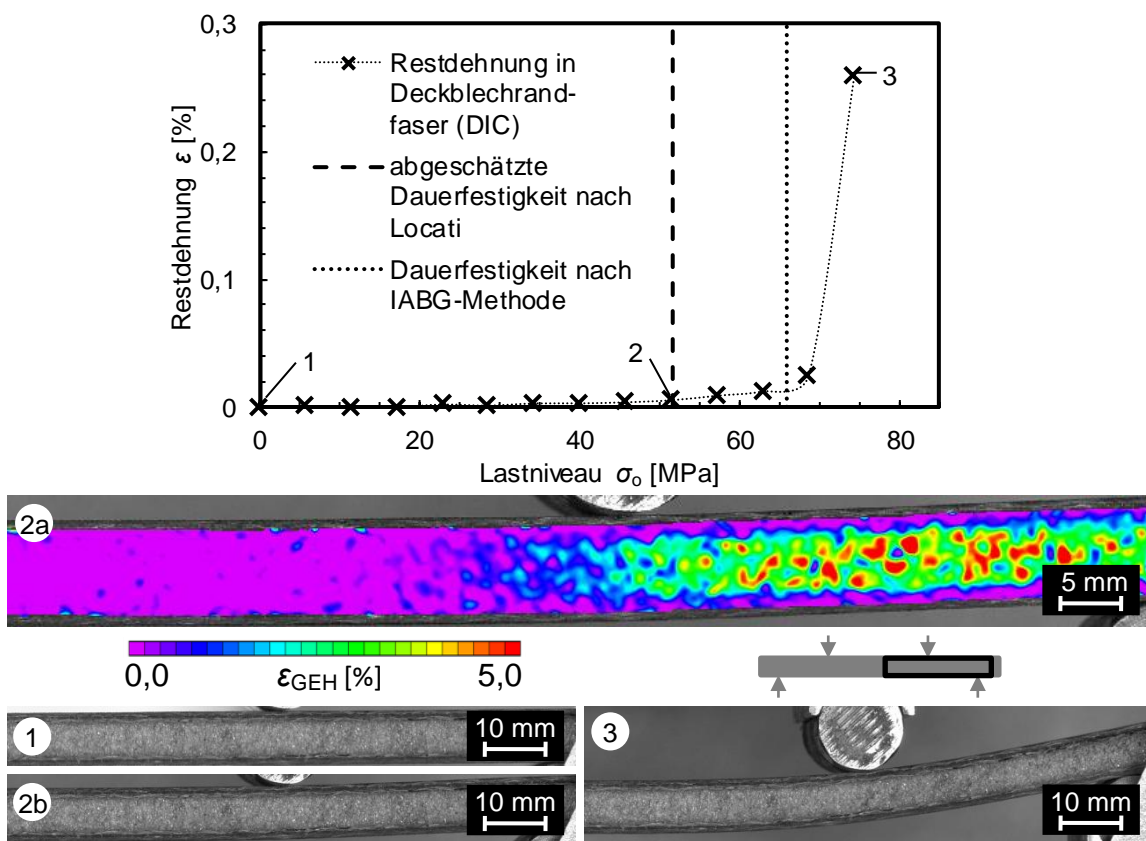 0,3
0,2
0,1
0
Restdehnung ε [%]
Restdehnung in
Deckblechrand-
faser (DIC)
abgeschätzte
Dauerfestigkeit nach
Locati
Dauerfestigkeit nach
IABG-Methode
1
2
3
0 20 40 60 80
Lastniveau σo [MPa]
2a
5 mm
0,0 εGEH [%] 5,0
1
10 mm
2b
10 mm
3
10 mm